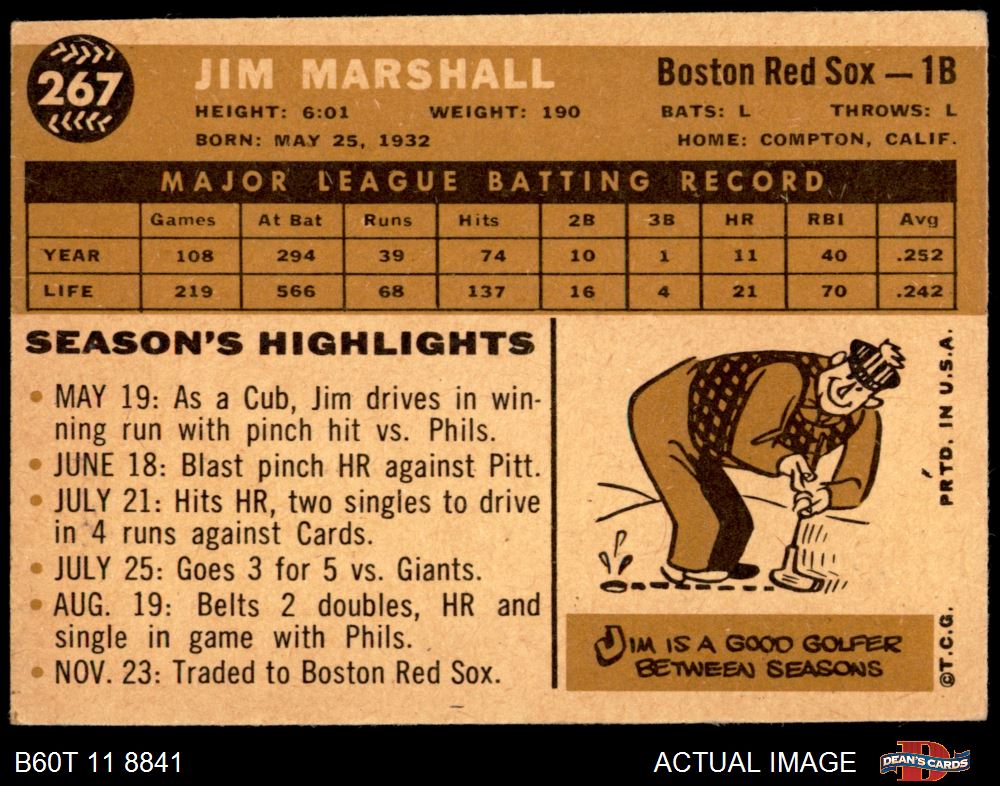 267
JIM MARSHALL
Boston Red Sox — 1B
HEIGHT: 6:01 WEIGHT: 190 BATS: L THROWS: L
BORN: MAY 25, 1932 HOME: COMPTON, CALIF.
MAJOR LEAGUE BATTING RECORD
Games At Bat Runs Hits 2B 3B HR RBI Avg
YEAR 108 294 39 74 10 1 11 40 .252
LIFE 219 566 68 137 16 4 21 70 .242
SEASON'S HIGHLIGHTS
• MAY 19: As a Cub, Jim drives in win-
ning run with pinch hit vs. Phils.
• JUNE 18: Blast pinch HR against Pitt.
• JULY 21: Hits HR, two singles to drive
in 4 runs against Cards.
• JULY 25: Goes 3 for 5 vs. Giants.
• AUG. 19: Belts 2 doubles, HR and
single in game with Phils.
• NOV. 23: Traded to Boston Red Sox.
JIM IS A GOOD GOLFER
BETWEEN SEASONS
©T.C.G. PRTD. IN U.S.A.
B60T 11 8841
ACTUAL IMAGE
D
DEAN'S CARDS